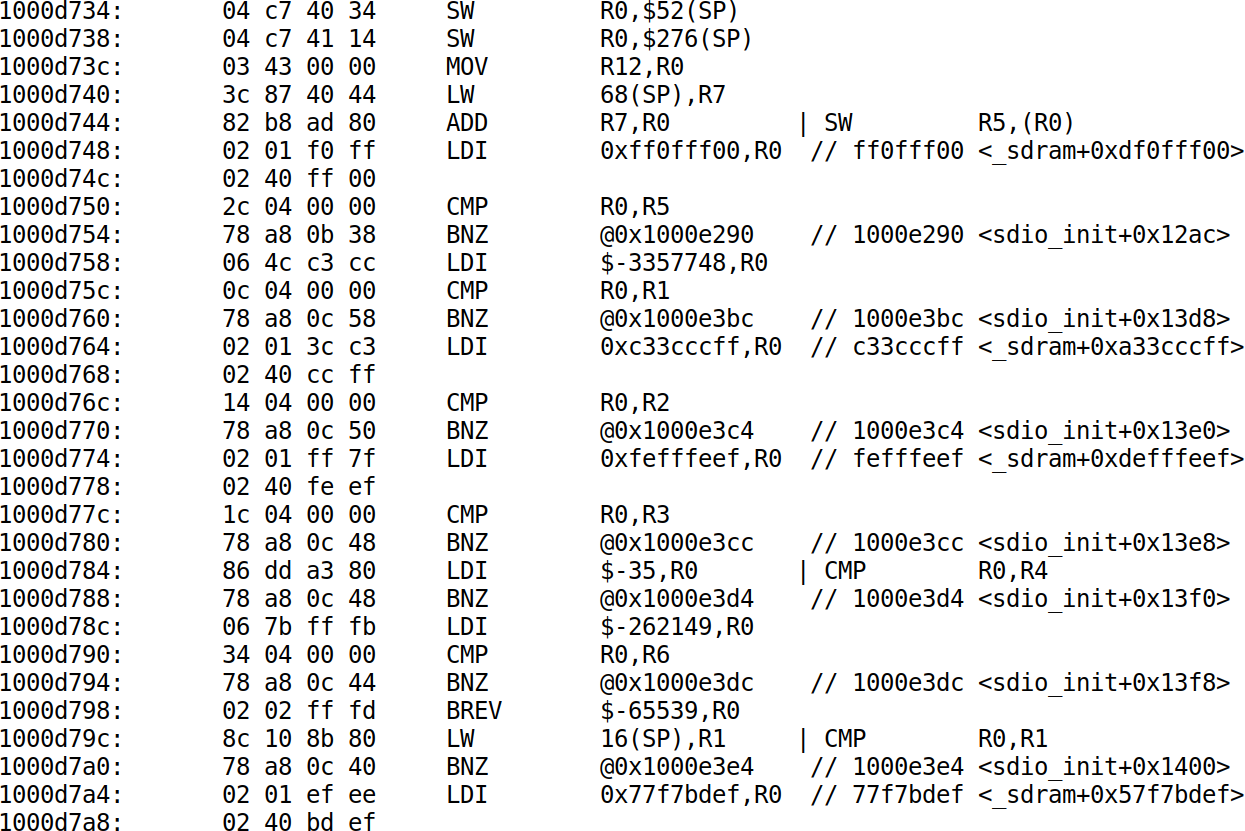 1000d734: 04 c7 40 34 SW R0,$52(SP)
1000d738: 04 c7 41 14 SW R0,$276(SP)
1000d73c: 03 43 00 00 MOV R12,R0
1000d740: 3c 87 40 44 LW 68(SP),R7
1000d744: 82 b8 ad 80 ADD R7,R0 | SW R5,(R0)
1000d748: 02 01 f0 ff LDI 0xff0fff00,R0 // ff0fff00 <_sdram+0xdf0fff00>
1000d74c: 02 40 ff 00
1000d750: 2c 04 00 00 CMP R0,R5
1000d754: 78 a8 0b 38 BNZ @0x1000e290 // 1000e290 <sdio_init+0x12ac>
1000d758: 06 4c c3 cc LDI $-3357748,R0
1000d75c: 0c 04 00 00 CMP R0,R1
1000d760: 78 a8 0c 58 BNZ @0x1000e3bc // 1000e3bc <sdio_init+0x13d8>
1000d764: 02 01 3c c3 LDI 0xc33cccff,R0 // c33cccff <_sdram+0xa33cccff>
1000d768: 02 40 cc ff
1000d76c: 14 04 00 00 CMP R0,R2
1000d770: 78 a8 0c 50 BNZ @0x1000e3c4 // 1000e3c4 <sdio_init+0x13e0>
1000d774: 02 01 ff 7f LDI 0xfefffeef,R0 // fefffeef <_sdram+0xdefffeef>
1000d778: 02 40 fe ef
1000d77c: 1c 04 00 00 CMP R0,R3
1000d780: 78 a8 0c 48 BNZ @0x1000e3cc // 1000e3cc <sdio_init+0x13e8>
1000d784: 86 dd a3 80 LDI $-35,R0 | CMP R0,R4
1000d788: 78 a8 0c 48 BNZ @0x1000e3d4 // 1000e3d4 <sdio_init+0x13f0>
1000d78c: 06 7b ff fb LDI $-262149,R0
1000d790: 34 04 00 00 CMP R0,R6
1000d794: 78 a8 0c 44 BNZ @0x1000e3dc // 1000e3dc <sdio_init+0x13f8>
1000d798: 02 02 ff fd BREV $-65539,R0
1000d79c: 8c 10 8b 80 LW 16(SP),R1 | CMP R0,R1
1000d7a0: 78 a8 0c 40 BNZ @0x1000e3e4 // 1000e3e4 <sdio_init+0x1400>
1000d7a4: 02 01 ef ee LDI 0x77f7bdef,R0 // 77f7bdef <_sdram+0x57f7bdef>
1000d7a8: 02 40 bd ef